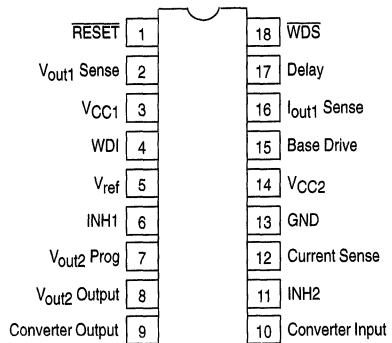 RESET 1 18 WDS
Vout1 Sense 2 17 Delay
VCC1 3 16 Iout1 Sense
WDI 4 15 Base Drive
Vref 5 14 VCC2
INH1 6 13 GND
Vout2 Prog 7 12 Current Sense
Vout2 Output 8 11 INH2
Converter Output 9 10 Converter Input